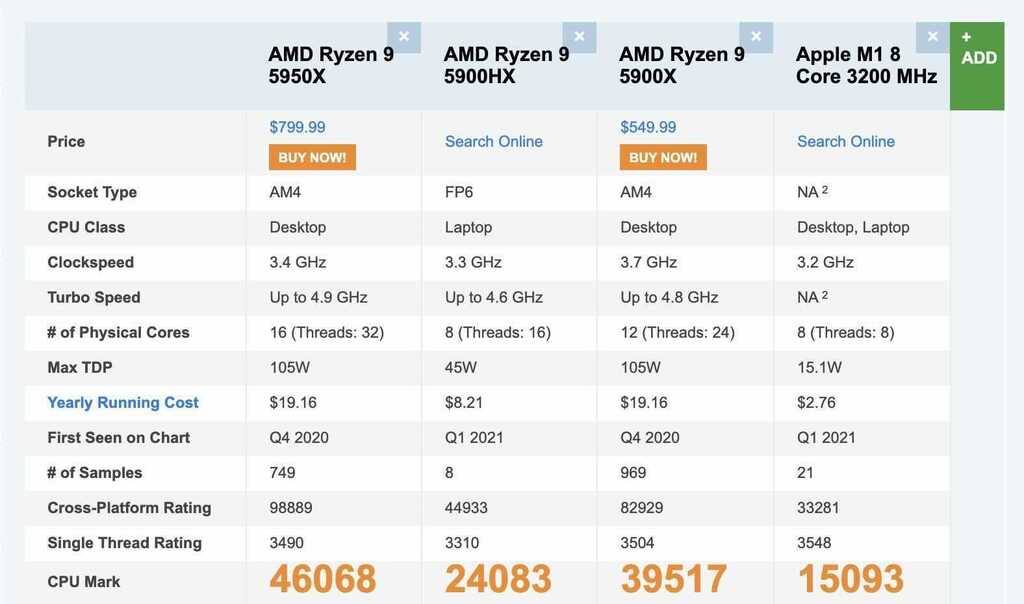 × × × × +
AMD Ryzen 9 AMD Ryzen 9 AMD Ryzen 9 Apple M1 8 ADD
5950X 5900HX 5900X Core 3200 MHz
Price $799.99 Search Online $549.99 Search Online
BUY NOW! BUY NOW!
Socket Type AM4 FP6 AM4 NA ²
CPU Class Desktop Laptop Desktop Desktop, Laptop
Clockspeed 3.4 GHz 3.3 GHz 3.7 GHz 3.2 GHz
Turbo Speed Up to 4.9 GHz Up to 4.6 GHz Up to 4.8 GHz NA ²
# of Physical Cores 16 (Threads: 32) 8 (Threads: 16) 12 (Threads: 24) 8 (Threads: 8)
Max TDP 105W 45W 105W 15.1W
Yearly Running Cost $19.16 $8.21 $19.16 $2.76
First Seen on Chart Q4 2020 Q1 2021 Q4 2020 Q1 2021
# of Samples 749 8 969 21
Cross-Platform Rating 98889 44933 82929 33281
Single Thread Rating 3490 3310 3504 3548
CPU Mark 46068 24083 39517 15093